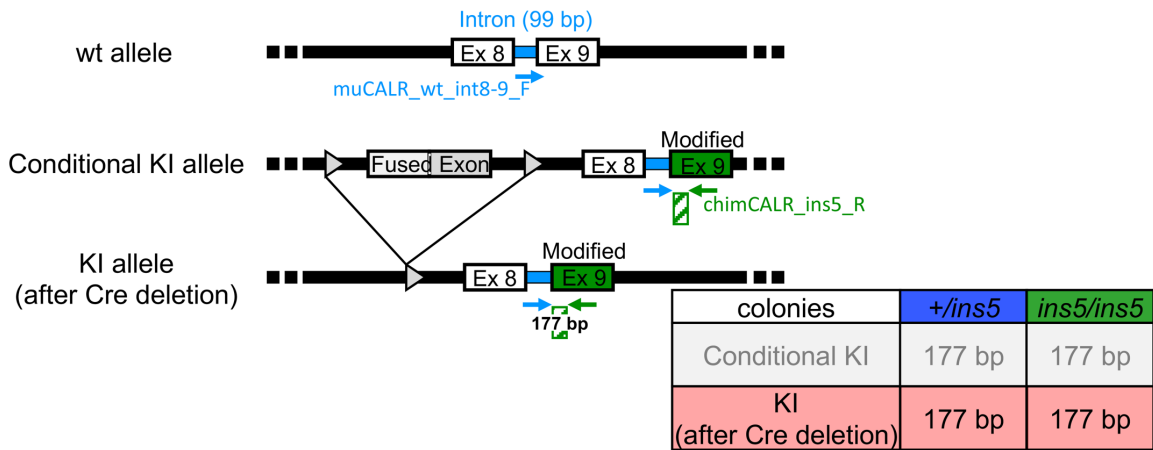 Intron (99 bp)
wt allele
Ex 8
Ex 9
muCALR_wt_int8-9_F
Modified
Conditional KI allele
Fused
Exon
Ex 8
Ex 9
chimCALR_ins5_R
Modified
KI allele
(after Cre deletion)
Ex 8
Ex 9
177 bp
colonies +/ins5 ins5/ins5
Conditional KI 177 bp 177 bp
KI
(after Cre deletion) 177 bp 177 bp